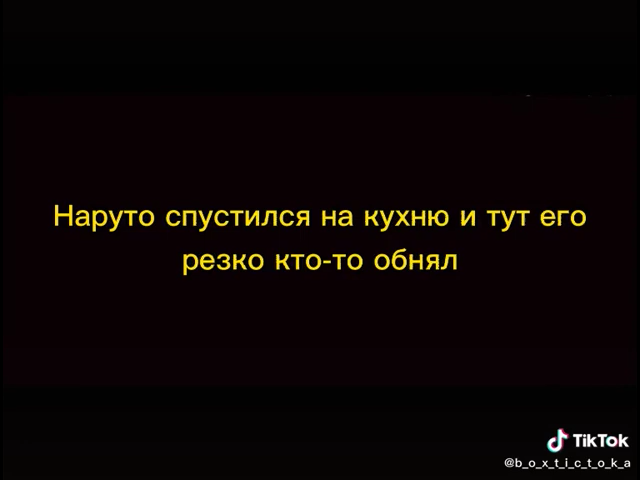 Наруто спустился на кухню и тут его
резко кто-то обнял
TikTok
@b_o_x_t_i_c_t_o_k_a